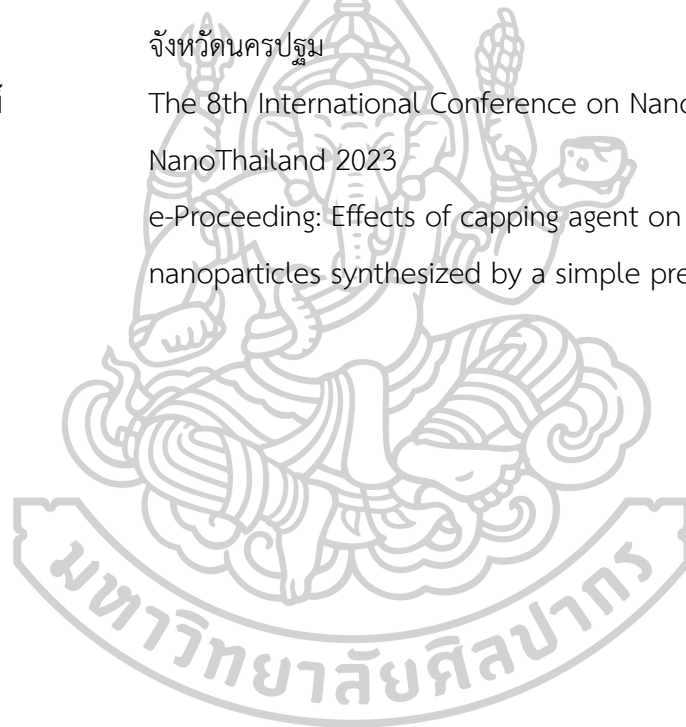 จังหวัดนครปฐม
The 8th International Conference on Nano
NanoThailand 2023
e-Proceeding: Effects of capping agent on
nanoparticles synthesized by a simple pre
มหาวิทยาลัยศิลปากร